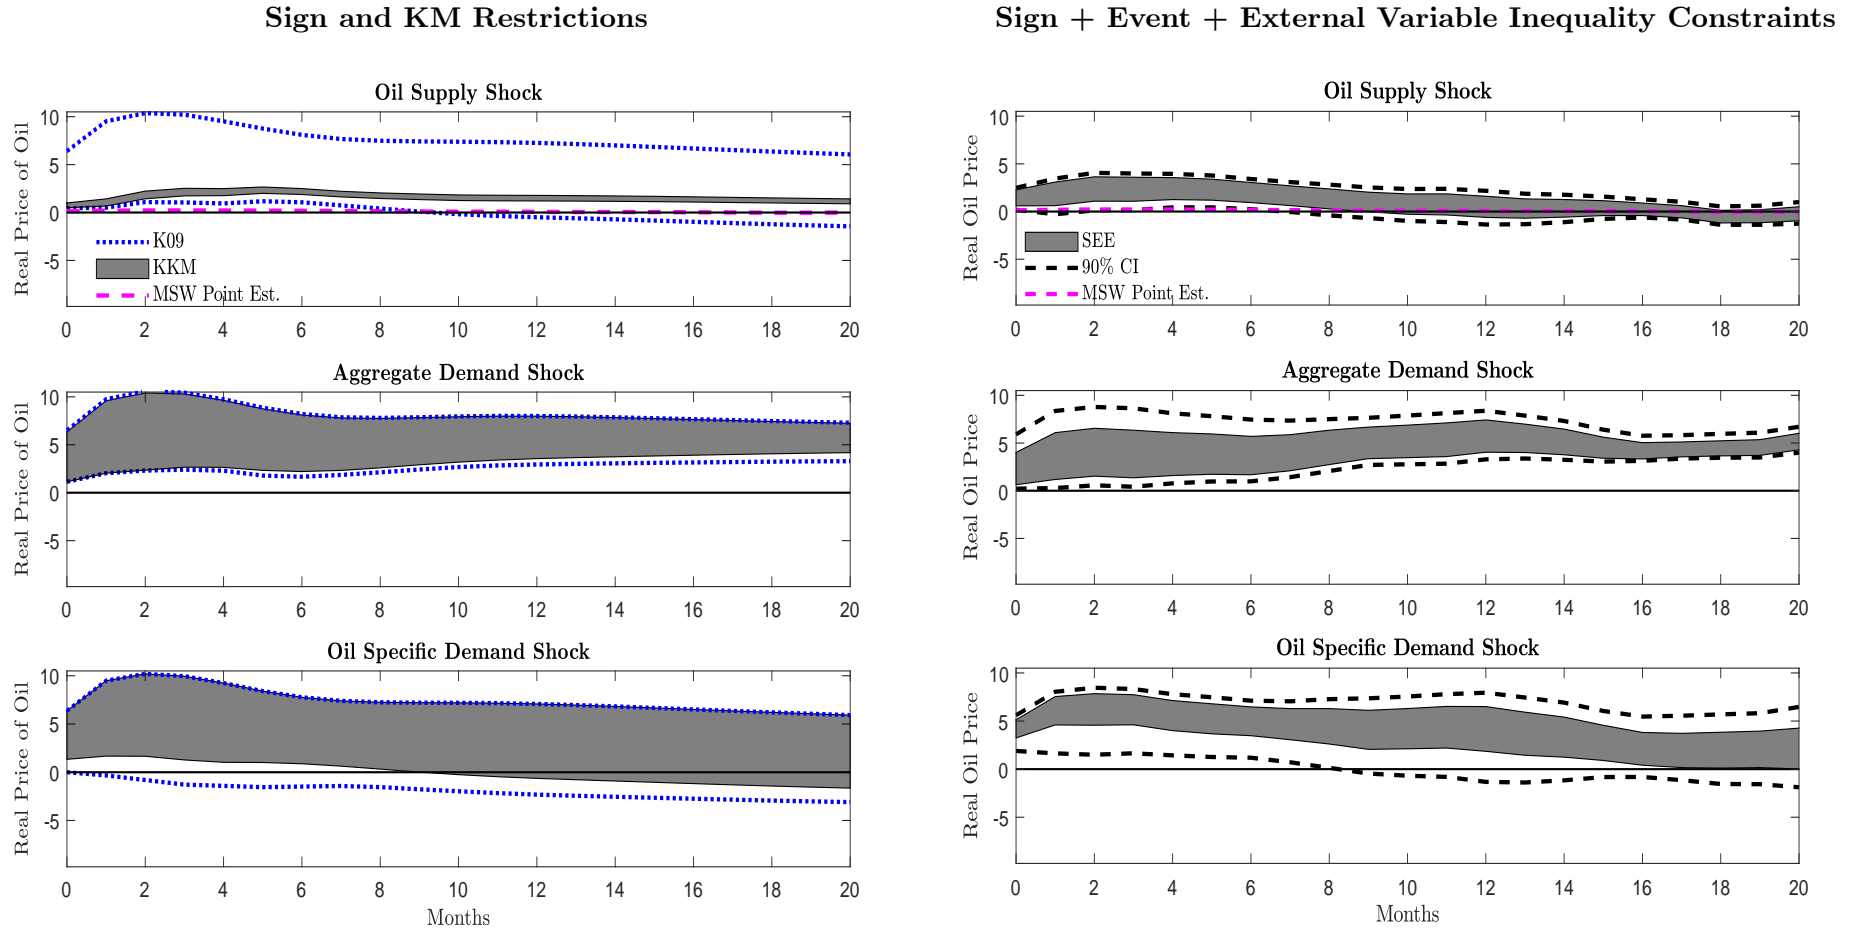 Sign and KM Restrictions
Oil Supply Shock
Real Price of Oil
10
5
0
-5
K09
KKM
MSW Point Est.
0 2 4 6 8 10 12 14 16 18 20
Aggregate Demand Shock
Real Price of Oil
10
5
0
-5
0 2 4 6 8 10 12 14 16 18 20
Oil Specific Demand Shock
Real Price of Oil
10
5
0
-5
0 2 4 6 8 10 12 14 16 18 20
Months
Sign + Event + External Variable Inequality Constraints
Oil Supply Shock
Real Oil Price
10
5
0
-5
SEE
90% CI
MSW Point Est.
0 2 4 6 8 10 12 14 16 18 20
Aggregate Demand Shock
Real Oil Price
10
5
0
-5
0 2 4 6 8 10 12 14 16 18 20
Oil Specific Demand Shock
Real Oil Price
10
5
0
-5
0 2 4 6 8 10 12 14 16 18 20
Months